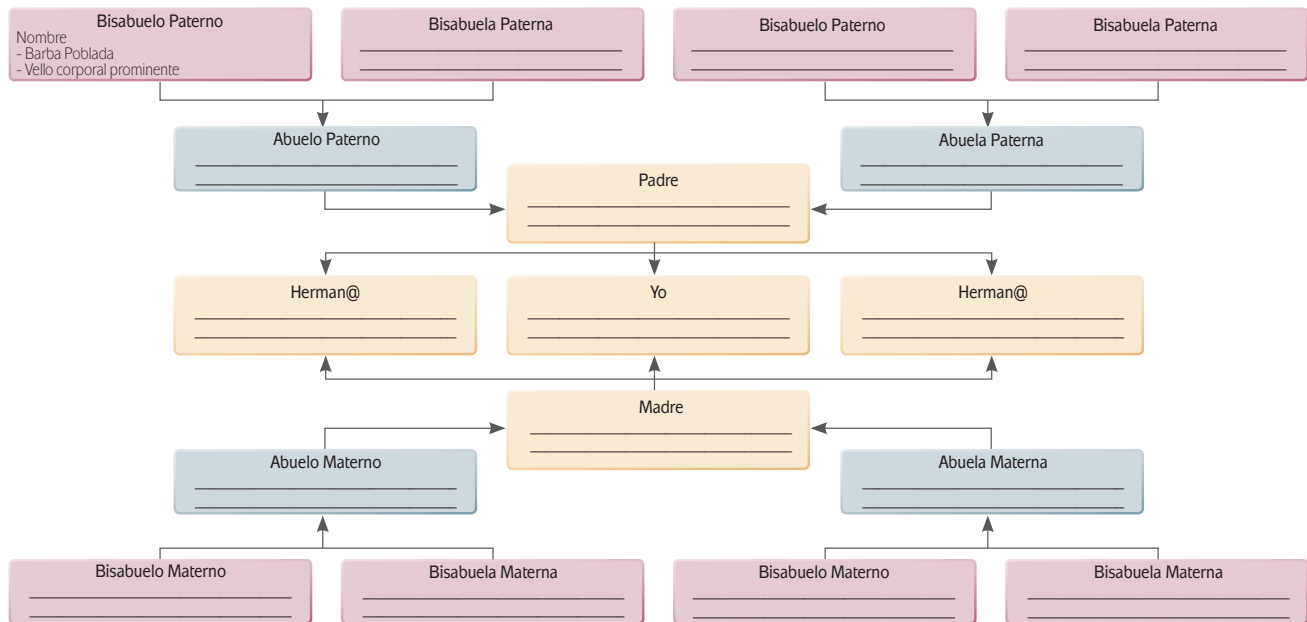 Bisabuelo Paterno
Nombre
- Barba Poblada
- Vello corporal prominente
Bisabuela Paterna
Bisabuelo Paterno
Bisabuela Paterna
Abuelo Paterno
Abuela Paterna
Padre
Herman@
Yo
Herman@
Madre
Abuelo Materno
Abuela Materna
Bisabuelo Materno
Bisabuela Materna
Bisabuelo Materno
Bisabuela Materna